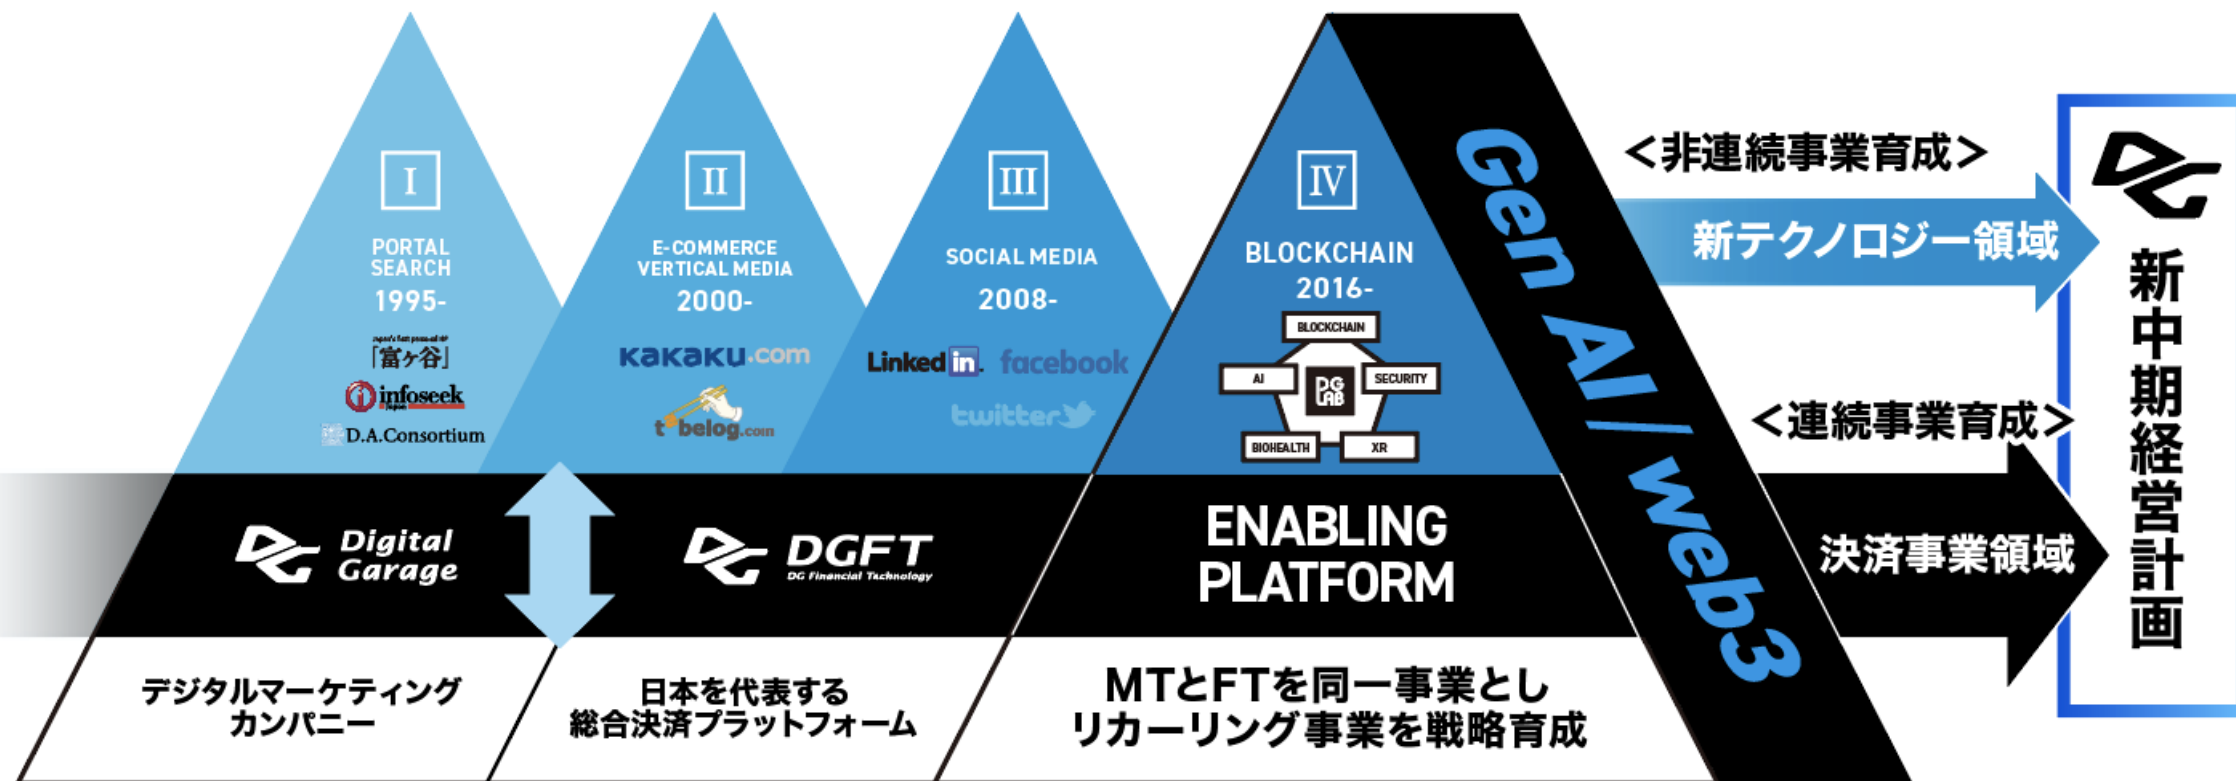 I
PORTAL
SEARCH
1995-
「富ヶ谷」
infoseek
Japan
D.A.Consortium
II
E-COMMERCE
VERTICAL MEDIA
2000-
KaKaKU.com
tabelog.com
III
SOCIAL MEDIA
2008-
Linked in.
facebook
twitter
IV
BLOCKCHAIN
2016-
BLOCKCHAIN
AI
SECURITY
DG
LAB
BIOHEALTH
XR
Gen AI / web3
<非連続事業育成>
新テクノロジー領域
<連続事業育成>
決済事業領域
DG
新中期経営計画
DG
Digital
Garage
DG
DGFT
DG Financial Technology
ENABLING
PLATFORM
デジタルマーケティング
カンパニー
日本を代表する
総合決済プラットフォーム
MTとFTを同一事業とし
リカーリング事業を戦略育成